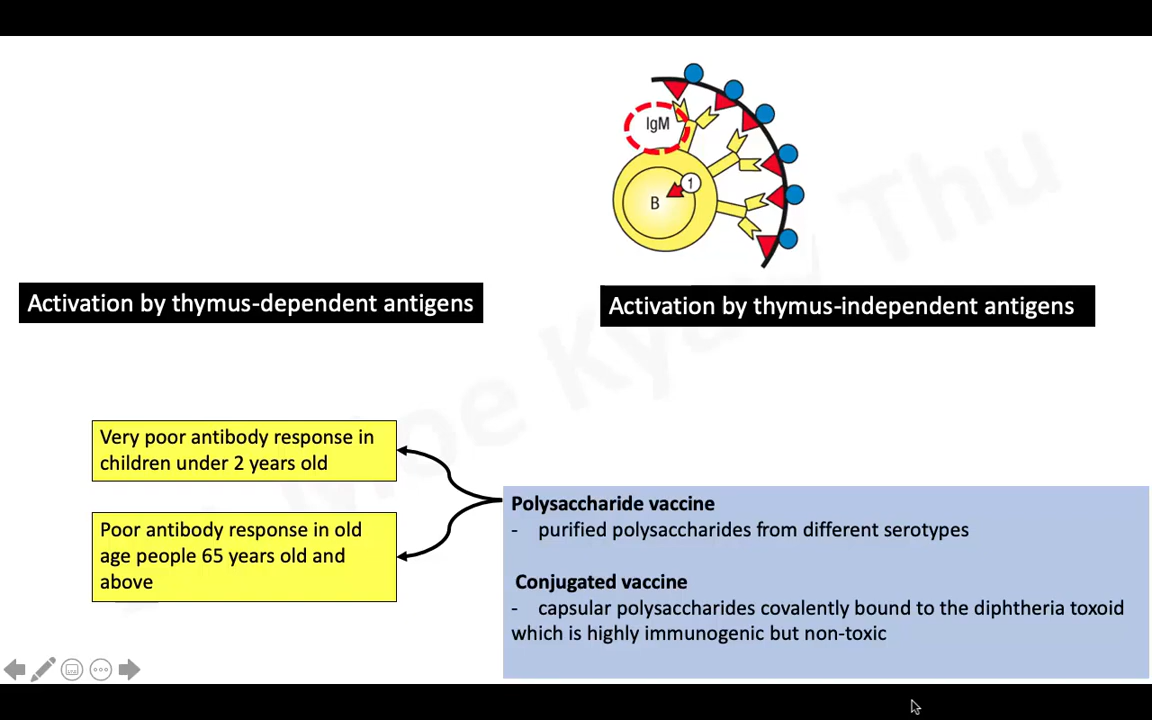 IgM
1
B
Activation by thymus-dependent antigens
Activation by thymus-independent antigens
Very poor antibody response in
children under 2 years old
Poor antibody response in old
age people 65 years old and
above
Polysaccharide vaccine
- purified polysaccharides from different serotypes
Conjugated vaccine
- capsular polysaccharides covalently bound to the diphtheria toxoid
which is highly immunogenic but non-toxic
Moe Kyaw Thu